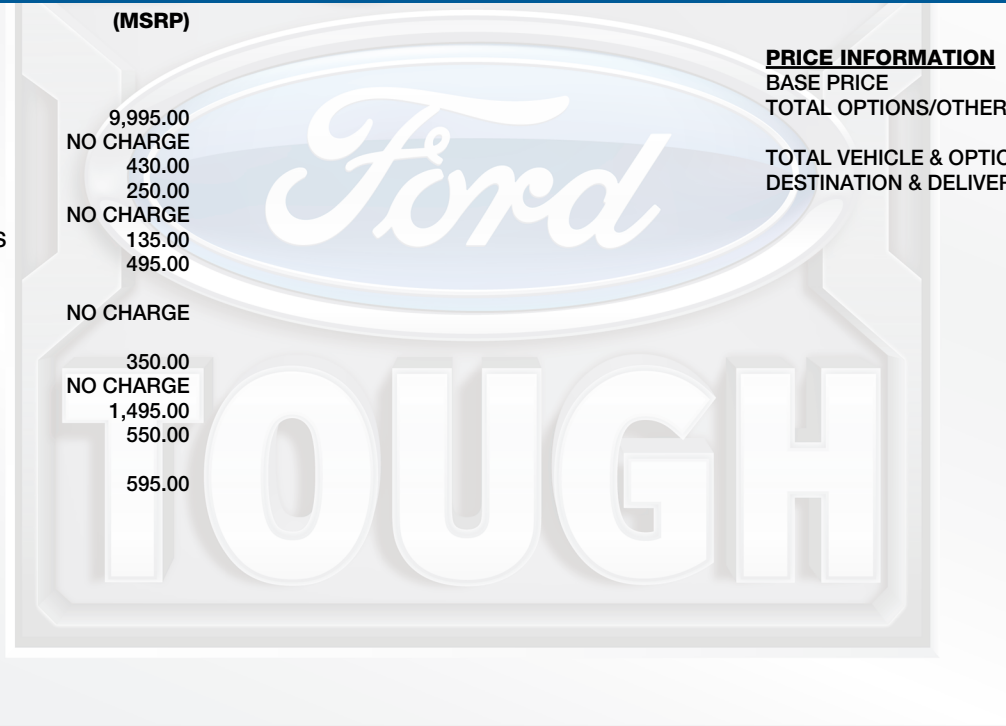 (MSRP)
9,995.00
NO CHARGE
430.00
250.00
NO CHARGE
S 135.00
495.00
NO CHARGE
350.00
NO CHARGE
1,495.00
550.00
595.00
PRICE INFORMATION
BASE PRICE
TOTAL OPTIONS/OTHER
TOTAL VEHICLE & OPTIO
DESTINATION & DELIVER
Ford
TOUGH